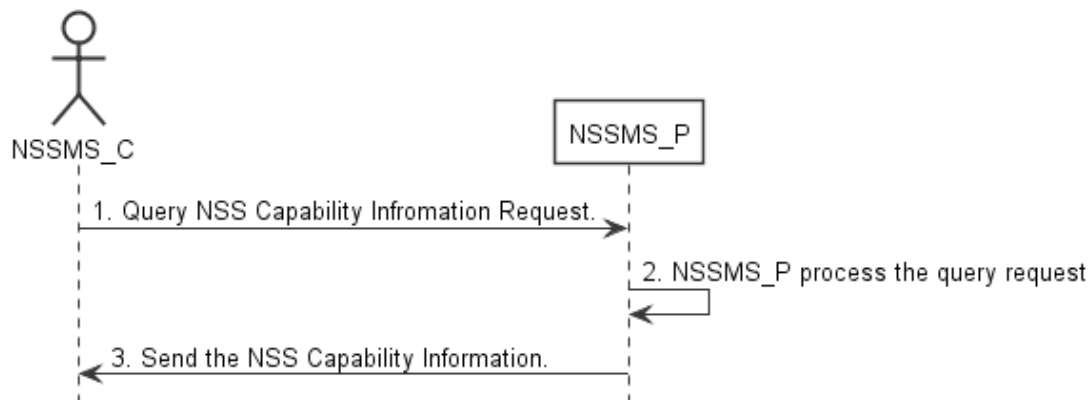 NSSMS_C
NSSMS_P
1. Query NSS Capability Infromation Request.
2. NSSMS_P process the query request
3. Send the NSS Capability Information.